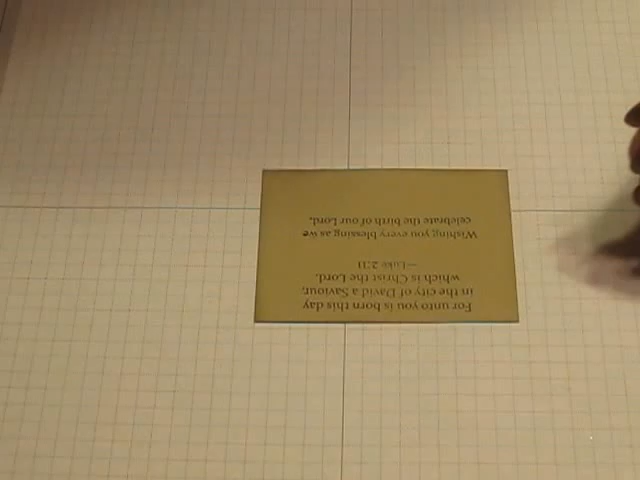 For unto you is born this day
in the city of David a Saviour,
which is Christ the Lord.
—Luke 2:11
Wishing you every blessing as we
celebrate the birth of our Lord.